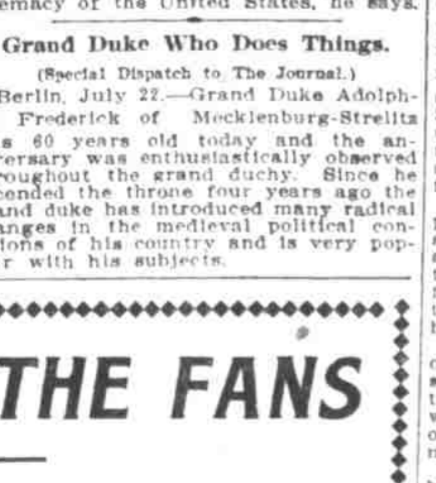 emacy of the United States, he says.
Grand Duke Who Does Things.
(Special Dispatch to The Journal.)
Berlin, July 22.—Grand Duke Adolph-
Frederick of Mecklenburg-Strelitz
s 60 years old today and the an-
versary was enthusiastically observed
roughout the grand duchy. Since he
cended the throne four years ago the
and duke has introduced many radical
anges in the medieval political con-
tions of his country and is very pop-
r with his subjects.
THE FANS